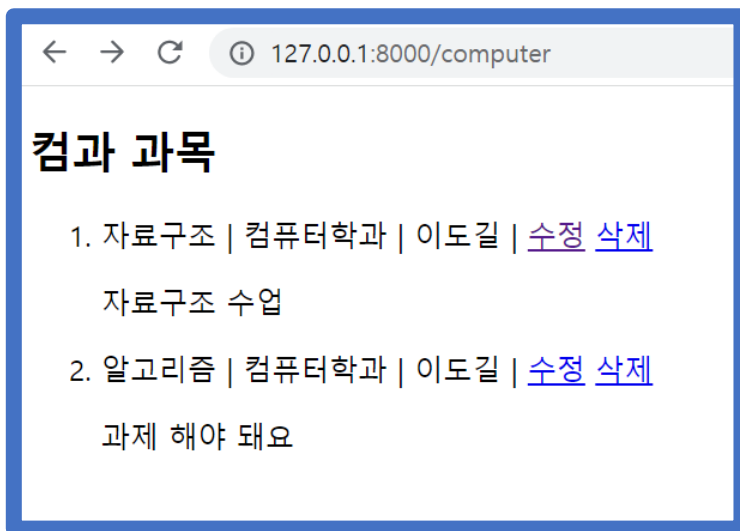 127.0.0.1:8000/computer
컴과 과목
1. 자료구조 | 컴퓨터학과 | 이도길 | 수정 삭제
자료구조 수업
2. 알고리즘 | 컴퓨터학과 | 이도길 | 수정 삭제
과제 해야 돼요